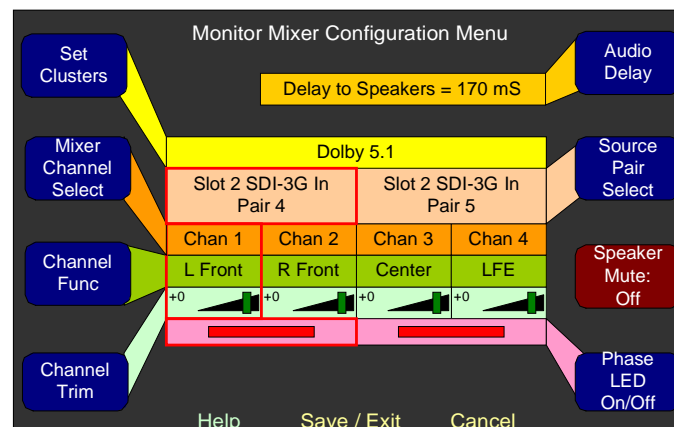 Monitor Mixer Configuration Menu
Set
Clusters
Audio
Delay
Delay to Speakers = 170 mS
Mixer
Channel
Select
Dolby 5.1
Source
Pair
Select
Slot 2 SDI-3G In
Pair 4
Slot 2 SDI-3G In
Pair 5
Chan 1
Chan 2
Chan 3
Chan 4
Channel
Func
L Front
R Front
Center
LFE
Speaker
Mute:
Off
+0
+0
+0
+0
Channel
Trim
Phase
LED
On/Off
Help
Save / Exit
Cancel